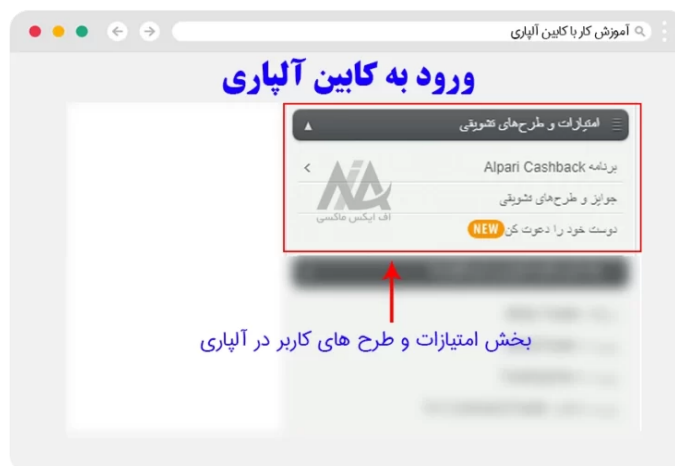 آموزش کار با کابین آلپاری
ورود به کابین آلپاری
امتیازات و طرح‌های تشویقی
برنامه Alpari Cashback
جوایز و طرح‌های تشویقی
دوست خود را دعوت کن NEW
اف ایکس ماکسی
بخش امتیازات و طرح های کاربر در آلپاری